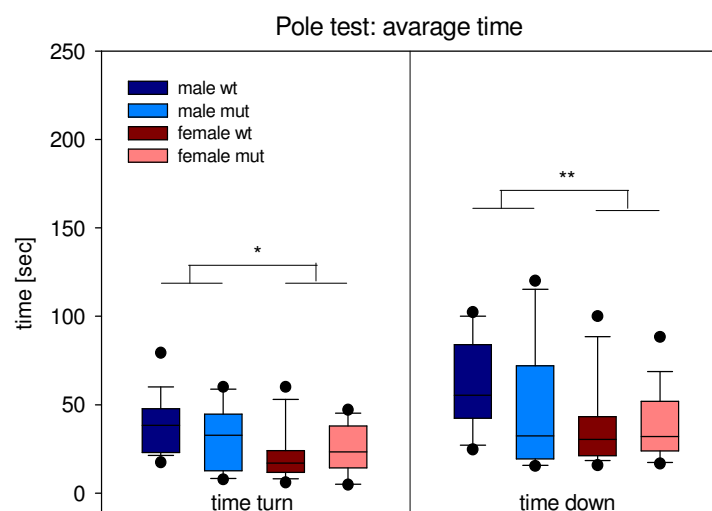 Pole test: avarage time
250
200
150
100
50
0
time [sec]
male wt
male mut
female wt
female mut
*
**
time turn
time down